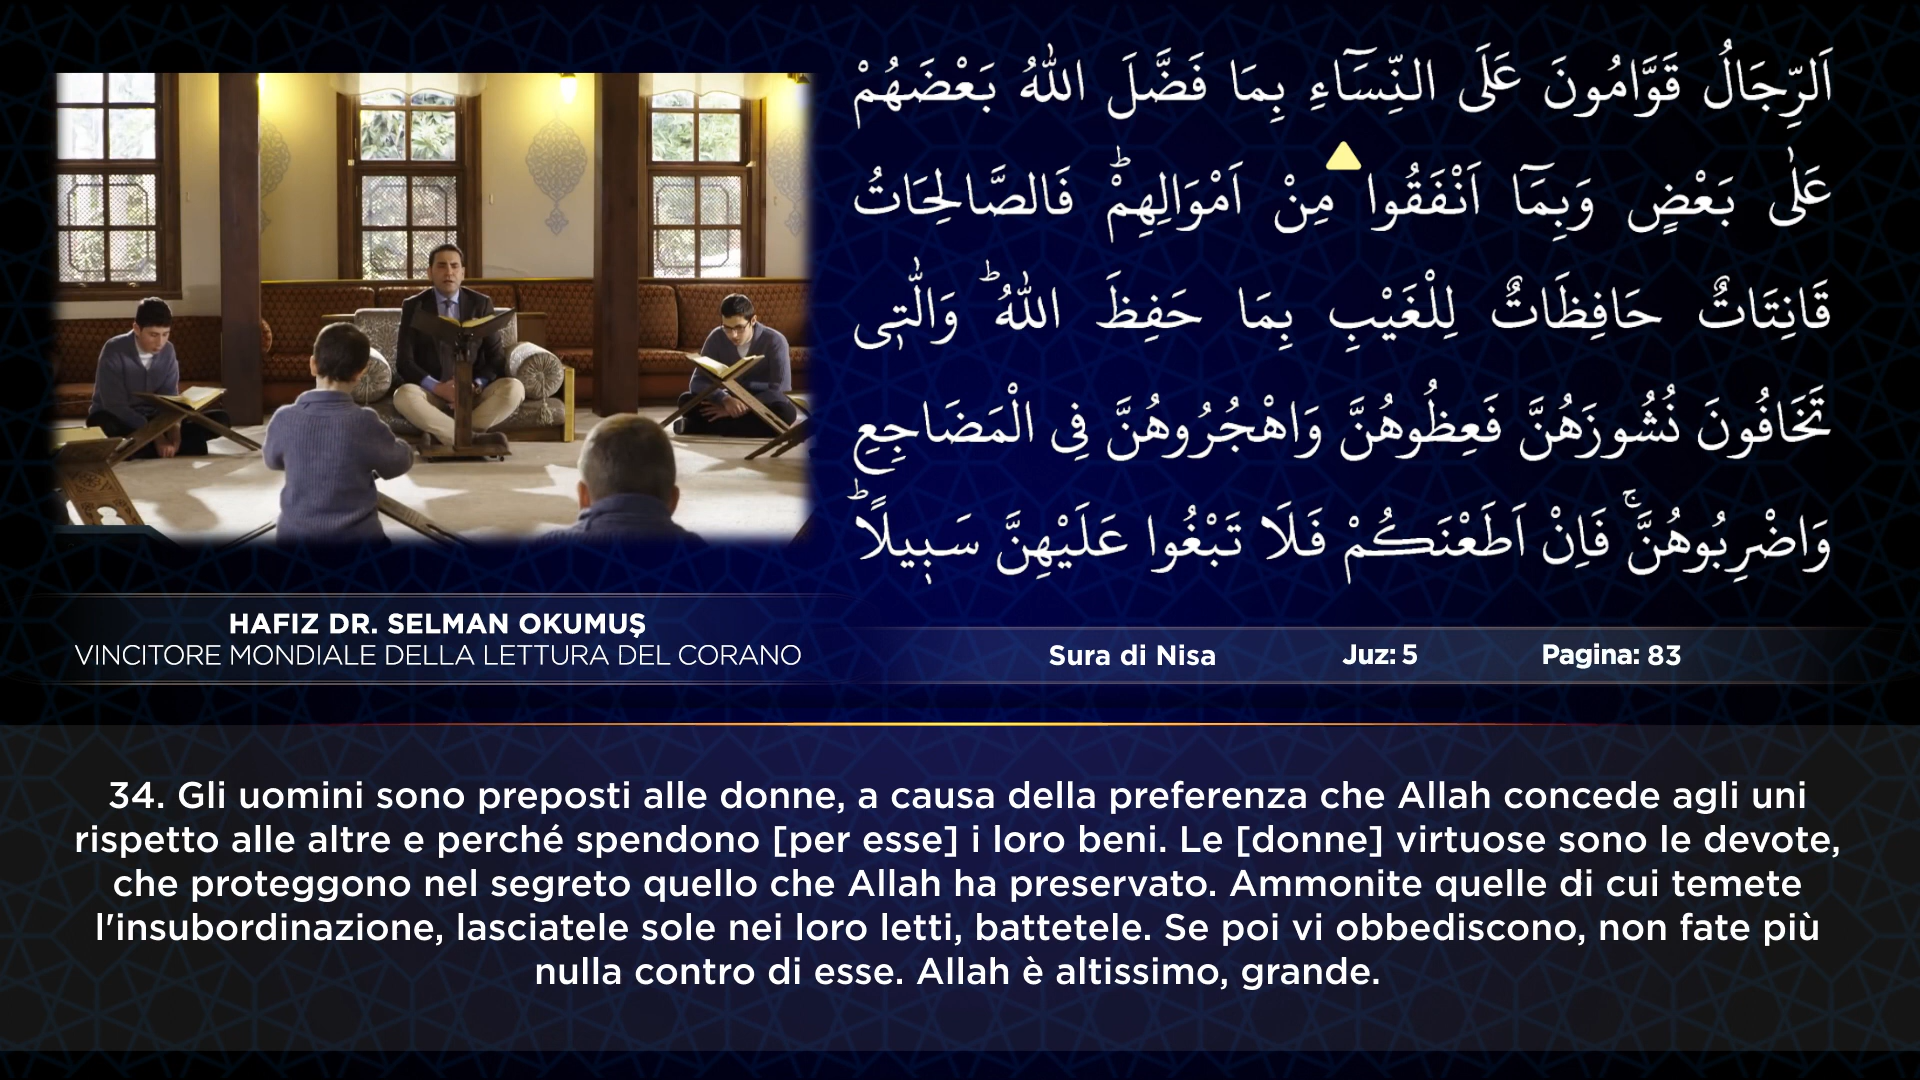 اَلرِّجَالُ قَوَّامُونَ عَلَى النِّسَٓاءِ بِمَا فَضَّلَ اللّٰهُ بَعْضَهُمْ
عَلٰى بَعْضٍ وَبِمَٓا اَنْفَقُوا مِنْ اَمْوَالِهِمْۜ فَالصَّالِحَاتُ
قَانِتَاتٌ حَافِظَاتٌ لِلْغَيْبِ بِمَا حَفِظَ اللّٰهُۜ وَالّٰت۪ى
تَخَافُونَ نُشُوزَهُنَّ فَعِظُوهُنَّ وَاهْجُرُوهُنَّ فِى الْمَضَاجِعِ
وَاضْرِبُوهُنَّۚ فَاِنْ اَطَعْنَكُمْ فَلَا تَبْغُوا عَلَيْهِنَّ سَب۪يلًاۜ
HAFIZ DR. SELMAN OKUMUŞ
VINCITORE MONDIALE DELLA LETTURA DEL CORANO
Sura di Nisa Juz: 5 Pagina: 83
34. Gli uomini sono preposti alle donne, a causa della preferenza che Allah concede agli uni
rispetto alle altre e perché spendono [per esse] i loro beni. Le [donne] virtuose sono le devote,
che proteggono nel segreto quello che Allah ha preservato. Ammonite quelle di cui temete
l'insubordinazione, lasciatele sole nei loro letti, battetele. Se poi vi obbediscono, non fate più
nulla contro di esse. Allah è altissimo, grande.